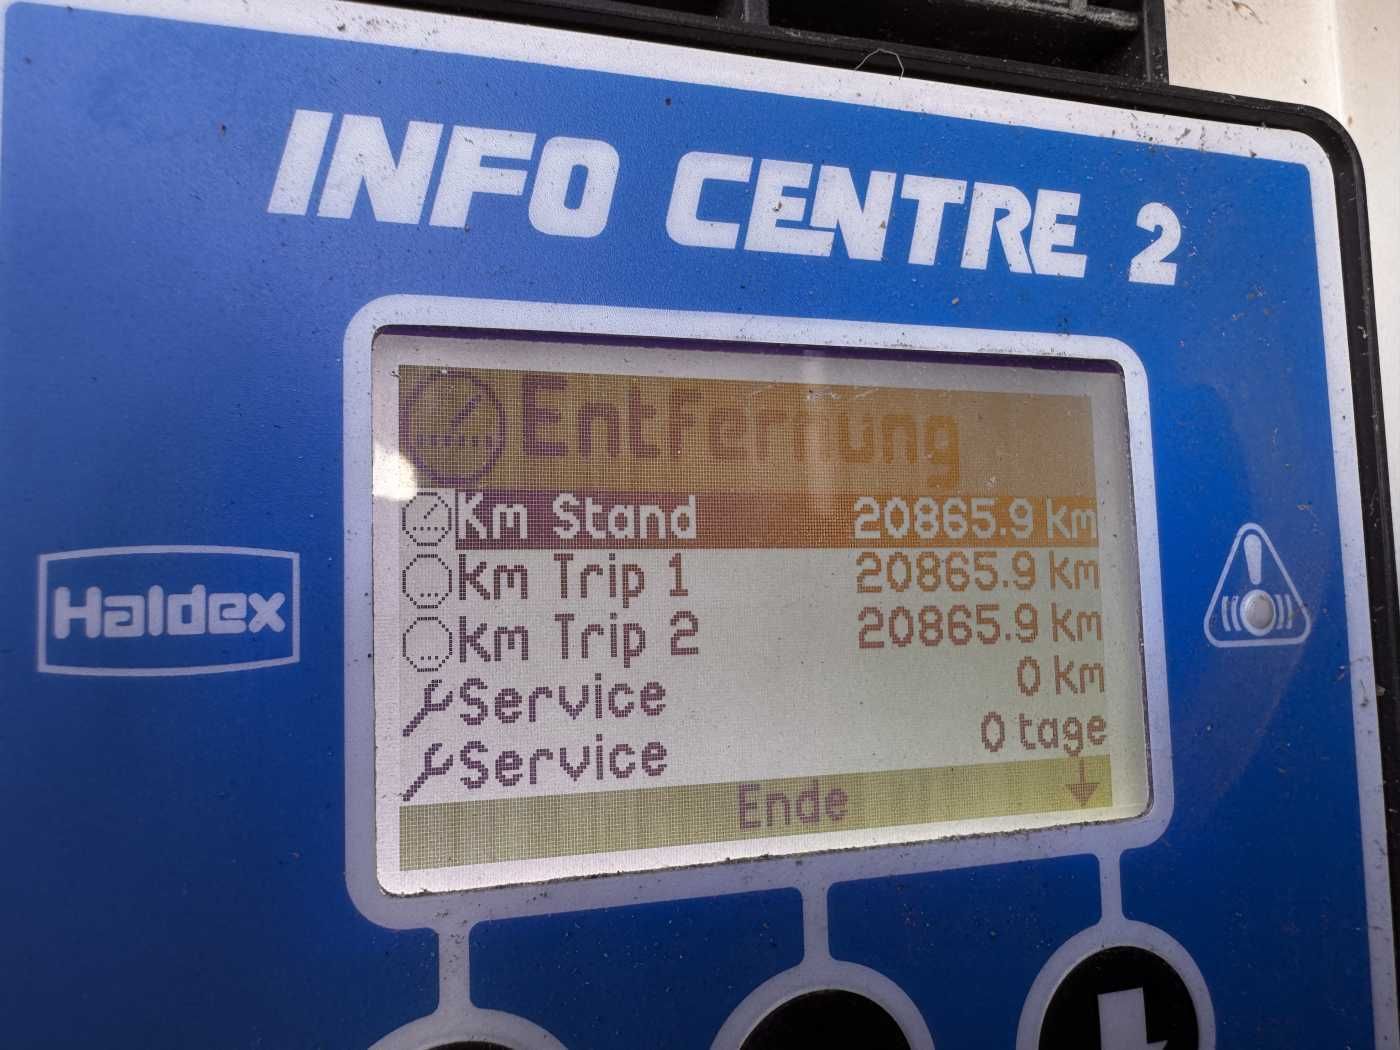 INFO CENTRE 2
Entfernung
Km Stand 20865.9 Km
km Trip 1 20865.9 Km
km Trip 2 20865.9 Km
Service 0 km
Service 0 tage
Ende
Haldex